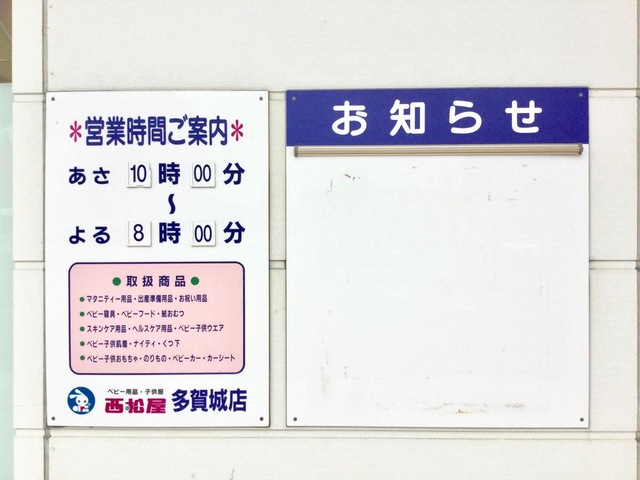 *営業時間ご案内*
あさ 10 時 00 分
〜
よる 8 時 00 分
●取扱商品●
●マタニティー用品・出産準備用品・お祝い用品
●ベビー寝具・ベビーフード・紙おむつ
●スキンケア用品・ヘルスケア用品・ベビー子供ウエア
●ベビー子供肌着・ナイティ・くつ下
●ベビー子供おもちゃ・のりもの・ベビーカー・カーシート
ベビー用品・子供服
西松屋 多賀城店
お知らせ